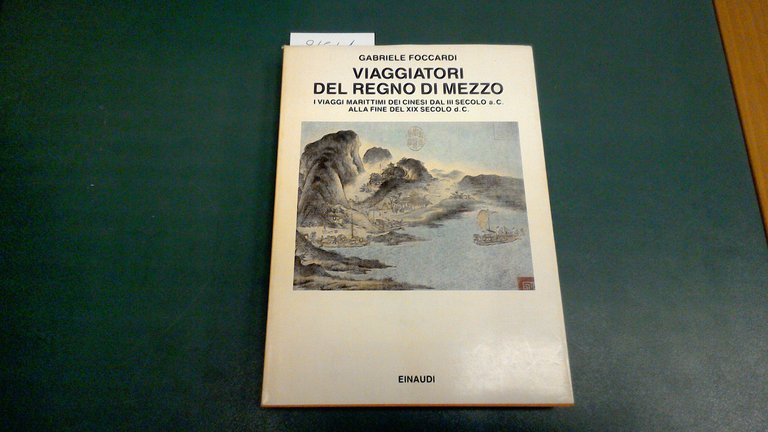 GABRIELE FOCCARDI
VIAGGIATORI
DEL REGNO DI MEZZO
I VIAGGI MARITTIMI DEI CINESI DAL III SECOLO a.C.
ALLA FINE DEL XIX SECOLO d.C.
EINAUDI